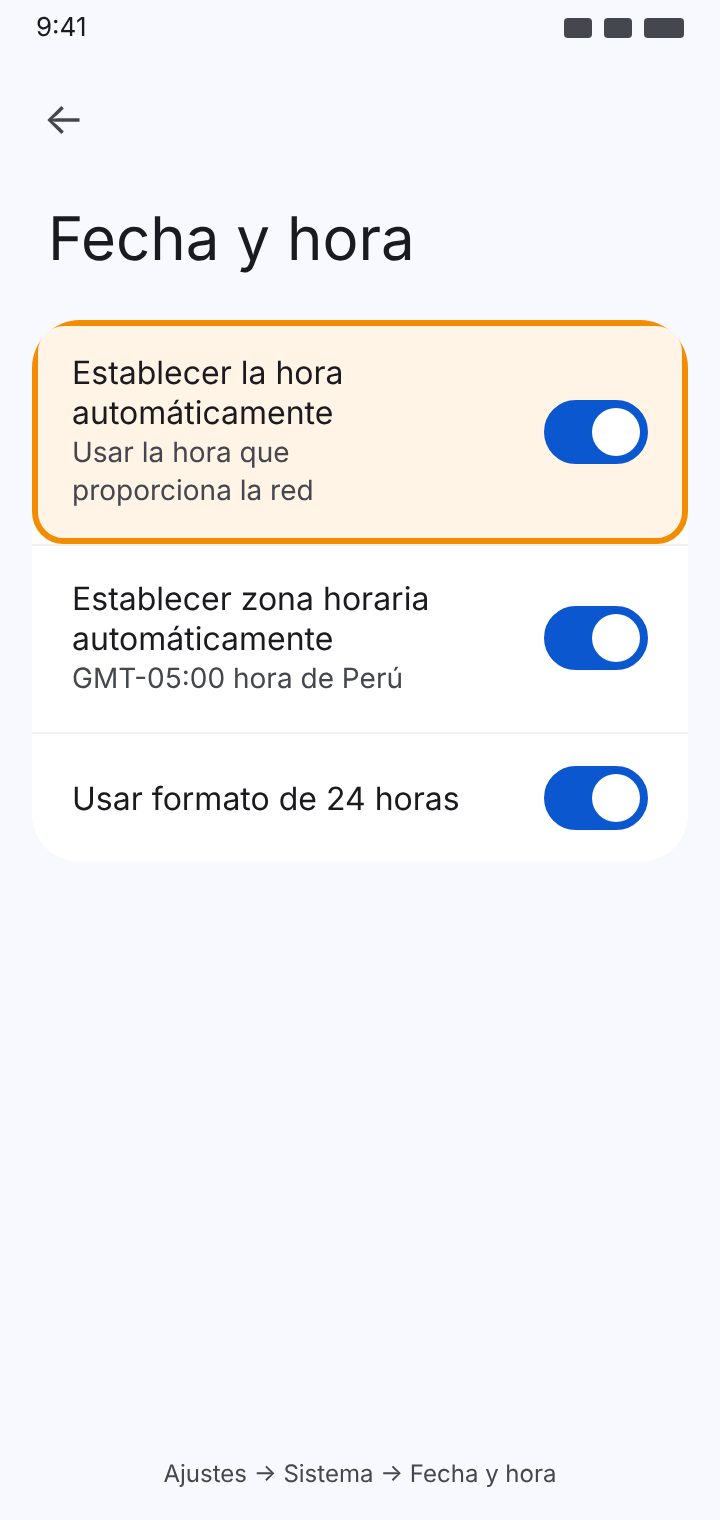 9:41
Fecha y hora
Establecer la hora
automáticamente
Usar la hora que
proporciona la red
Establecer zona horaria
automáticamente
GMT-05:00 hora de Perú
Usar formato de 24 horas
Ajustes → Sistema → Fecha y hora